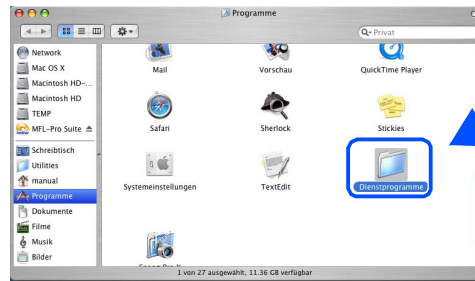 Programme
Privat
Network
Mac OS X
Macintosh HD-...
Macintosh HD
TEMP
MFL-Pro Suite
Schreibtisch
Utilities
manual
Programme
Dokumente
Filme
Musik
Bilder
Mail
Vorschau
QuickTime Player
Safari
Sherlock
Stickies
Systemeinstellungen
TextEdit
Dienstprogramme
1 von 27 ausgewählt, 11.36 GB verfügbar